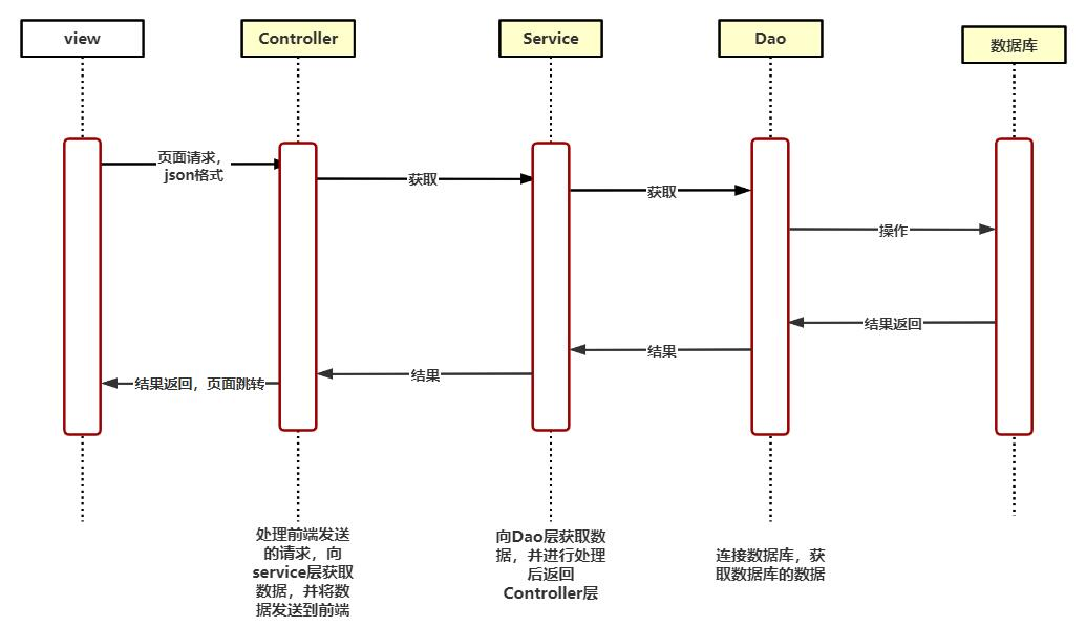 view
Controller
Service
Dao
数据库
页面请求，
json格式
获取
获取
操作
结果返回
结果
结果
结果返回，页面跳转
处理前端发送
的请求，向
service层获取
数据，并将数
据发送到前端
向Dao层获取数
据，并进行处理
后返回
Controller层
连接数据库，获
取数据库的数据